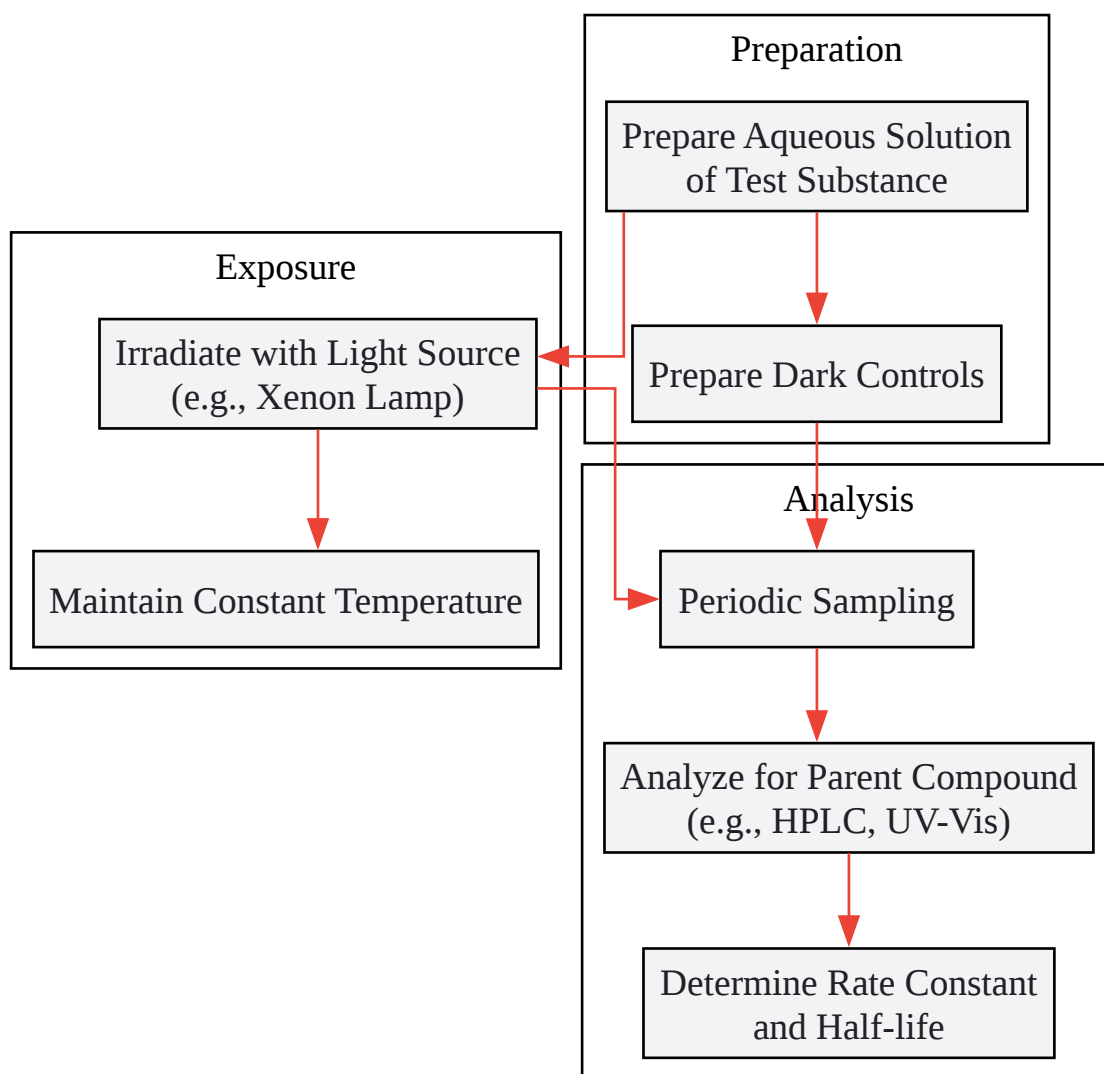 Preparation
Prepare Aqueous Solution
of Test Substance
Prepare Dark Controls
Exposure
Irradiate with Light Source
(e.g., Xenon Lamp)
Maintain Constant Temperature
Analysis
Periodic Sampling
Analyze for Parent Compound
(e.g., HPLC, UV-Vis)
Determine Rate Constant
and Half-life